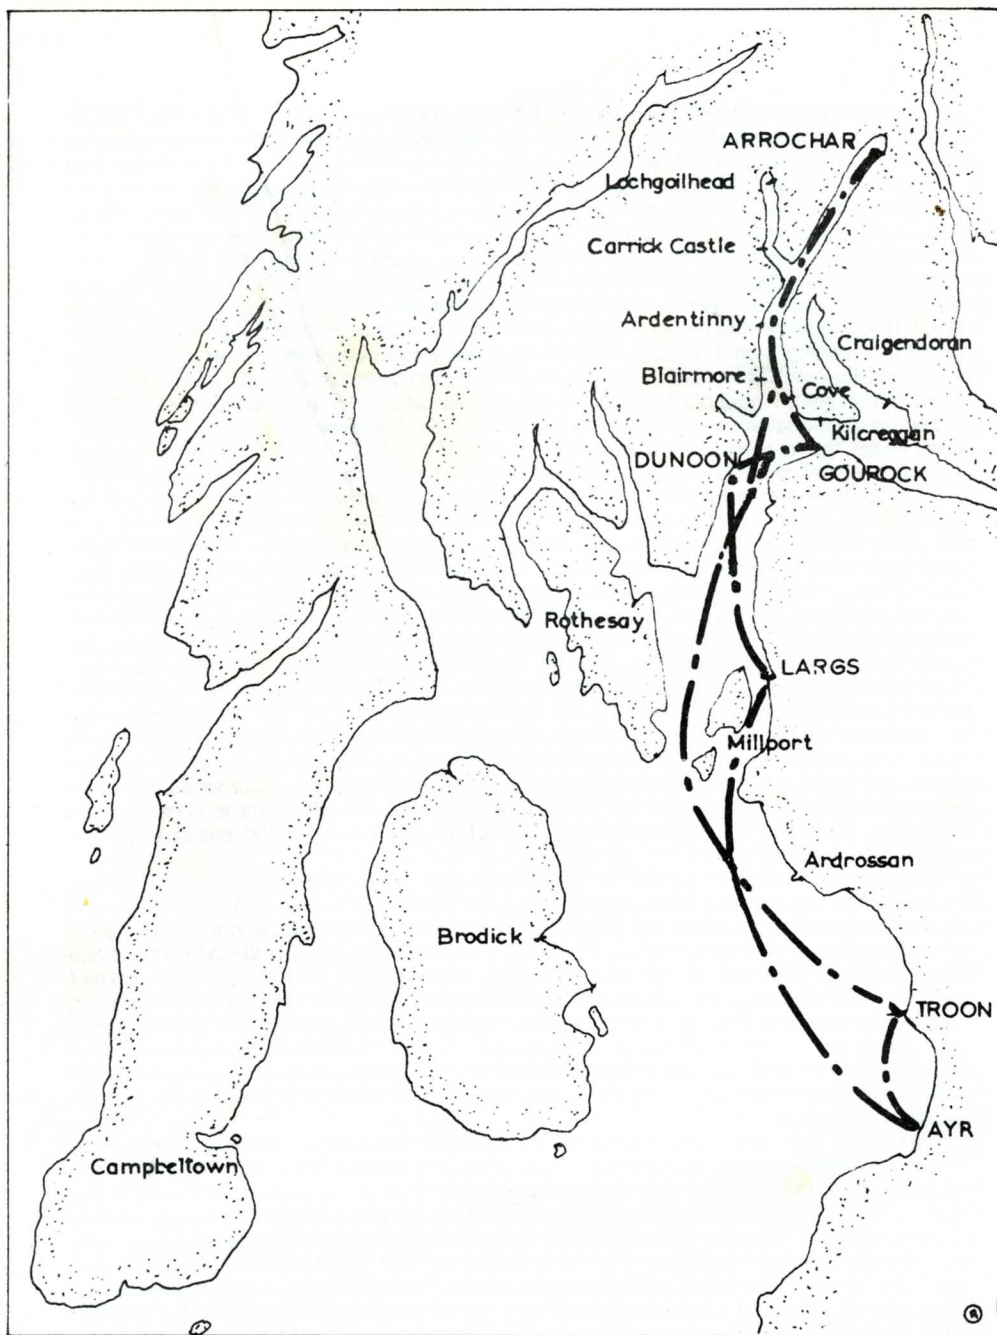 ARROCHAR
Lochgoilhead
Carrick Castle
Ardentinny
Craigendoran
Blairmore
Cove
Kilcreggan
DUNOON
GOUROCK
Rothesay
LARGS
Millport
Ardrossan
Brodick
TROON
AYR
Campbeltown